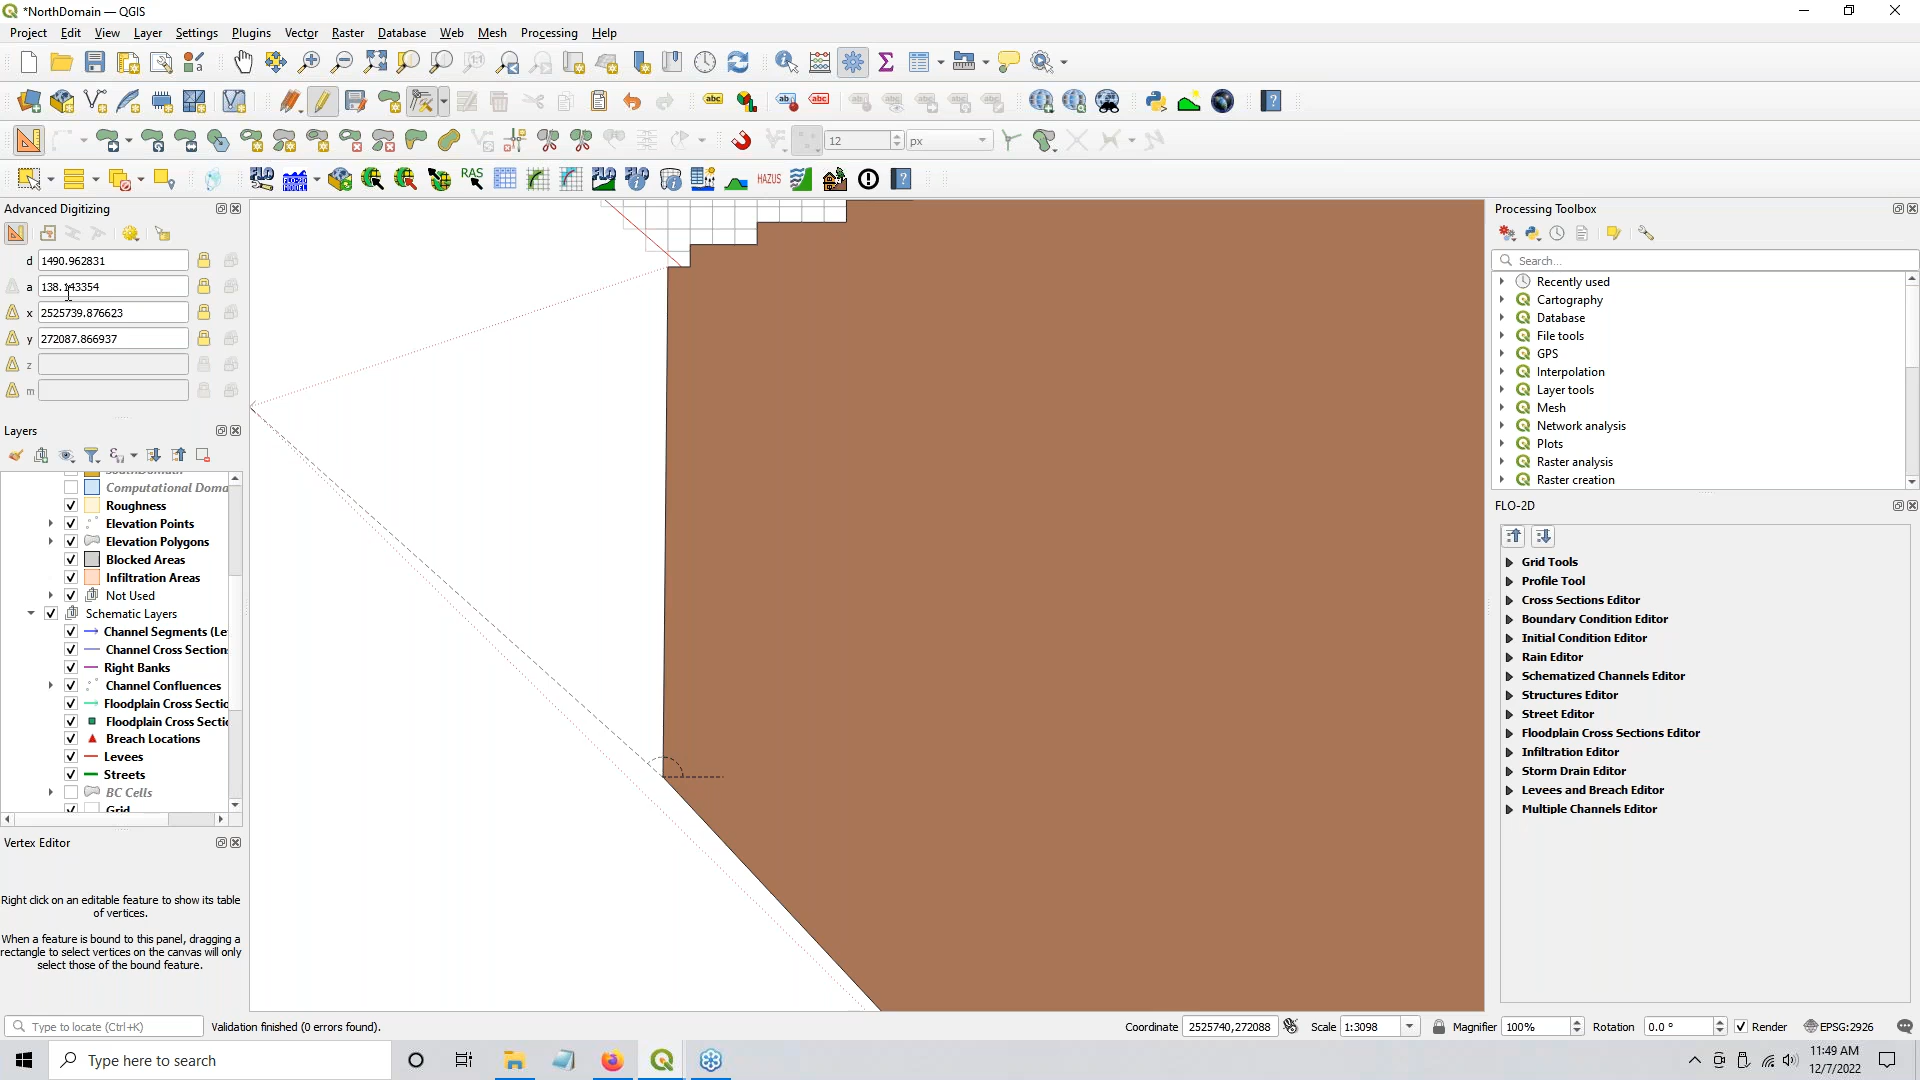 *NorthDomain — QGIS
Project Edit View Layer Settings Plugins Vector Raster Database Web Mesh Processing Help
abc abc abc
12 px
FLO FLO RAS FLO HAZUS
Advanced Digitizing
d 1490.962831
a 138.143354
x 2525739.876623
y 272087.866937
z
m
Layers
Computational Doma
Roughness
Elevation Points
Elevation Polygons
Blocked Areas
Infiltration Areas
Not Used
Schematic Layers
Channel Segments (Le
Channel Cross Section
Right Banks
Channel Confluences
Floodplain Cross Sectio
Floodplain Cross Sectio
Breach Locations
Levees
Streets
BC Cells
Grid
Vertex Editor
Right click on an editable feature to show its table
of vertices.
When a feature is bound to this panel, dragging a
rectangle to select vertices on the canvas will only
select those of the bound feature.
Processing Toolbox
Search...
Recently used
Cartography
Database
File tools
GPS
Interpolation
Layer tools
Mesh
Network analysis
Plots
Raster analysis
Raster creation
FLO-2D
Grid Tools
Profile Tool
Cross Sections Editor
Boundary Condition Editor
Initial Condition Editor
Rain Editor
Schematized Channels Editor
Structures Editor
Street Editor
Floodplain Cross Sections Editor
Infiltration Editor
Storm Drain Editor
Levees and Breach Editor
Multiple Channels Editor
Type to locate (Ctrl+K) Validation finished (0 errors found). Coordinate 2525740,272088 Scale 1:3098 Magnifier 100% Rotation 0.0 ° Render EPSG:2926
Type here to search
11:49 AM
12/7/2022